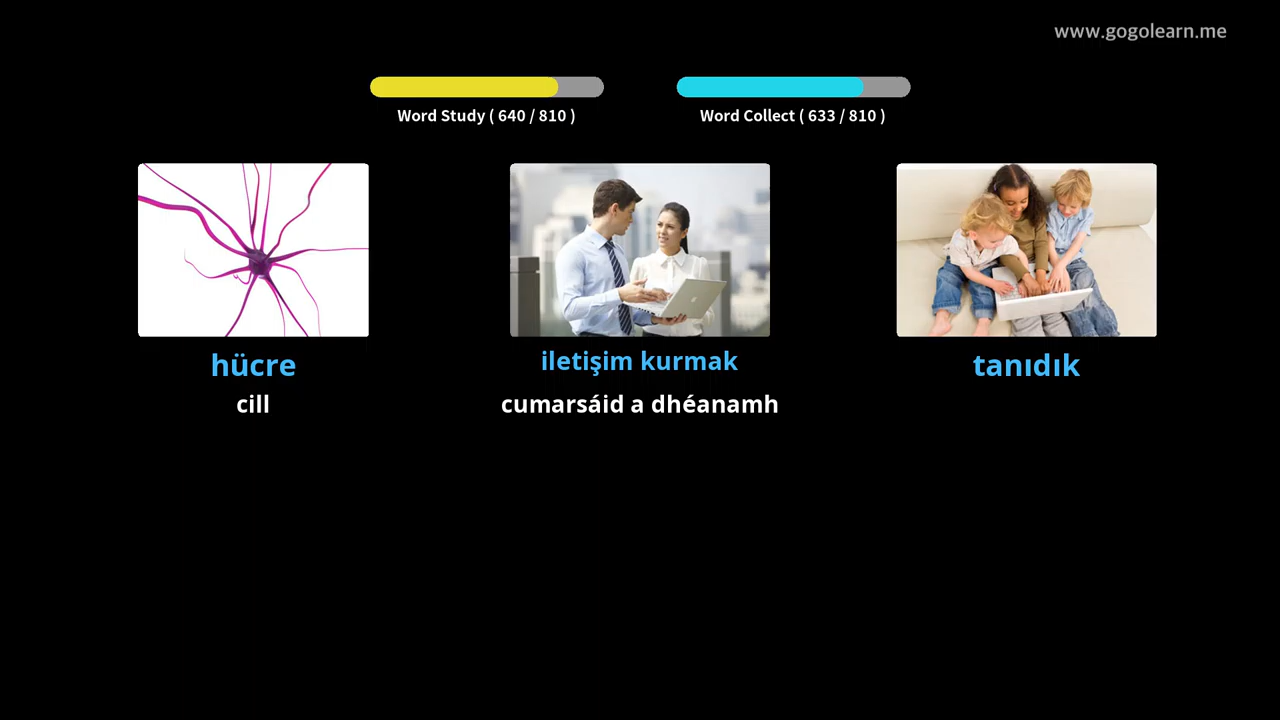 www.gogolearn.me
Word Study ( 640 / 810 )
Word Collect ( 633 / 810 )
hücre
iletişim kurmak
tanıdık
cill
cumarsáid a dhéanamh